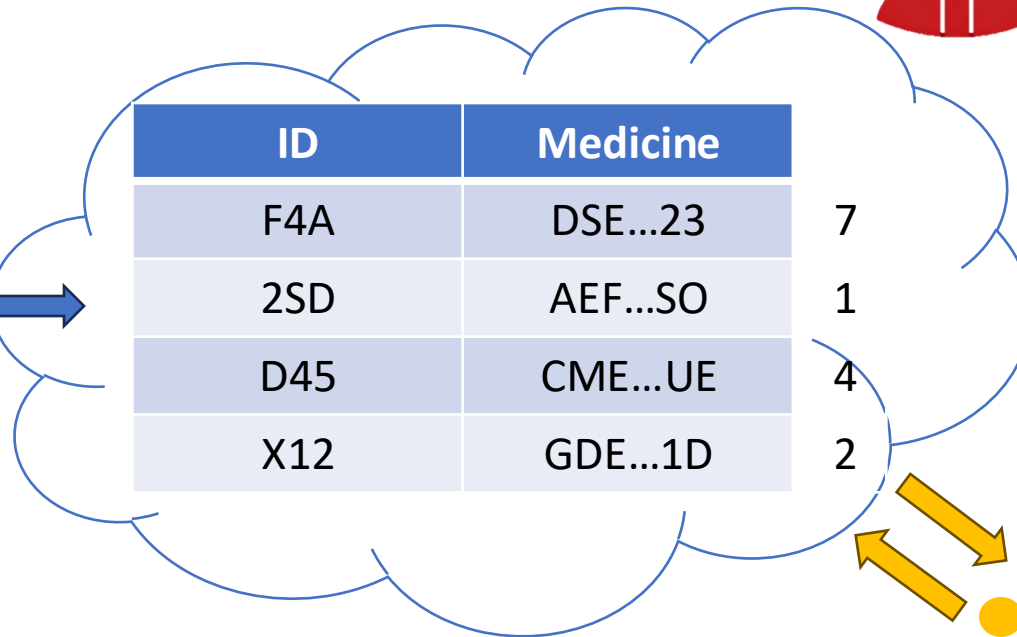 ID Medicine
F4A DSE…23 7
2SD AEF…SO 1
D45 CME…UE 4
X12 GDE…1D 2